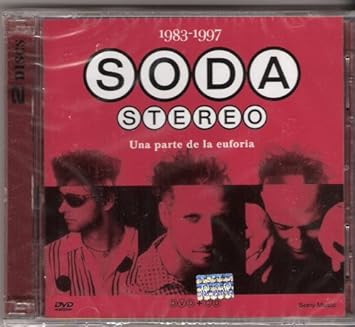 1983-1997
SODA
STEREO
Una parte de la euforia
2 DISCS
DVD
Sony Music